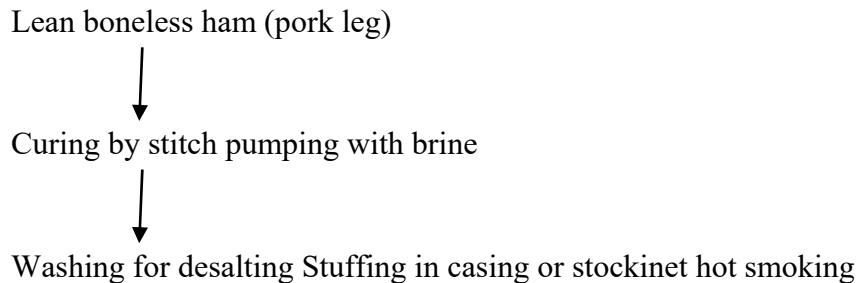 Lean boneless ham (pork leg)
Curing by stitch pumping with brine
Washing for desalting Stuffing in casing or stockinet hot smoking